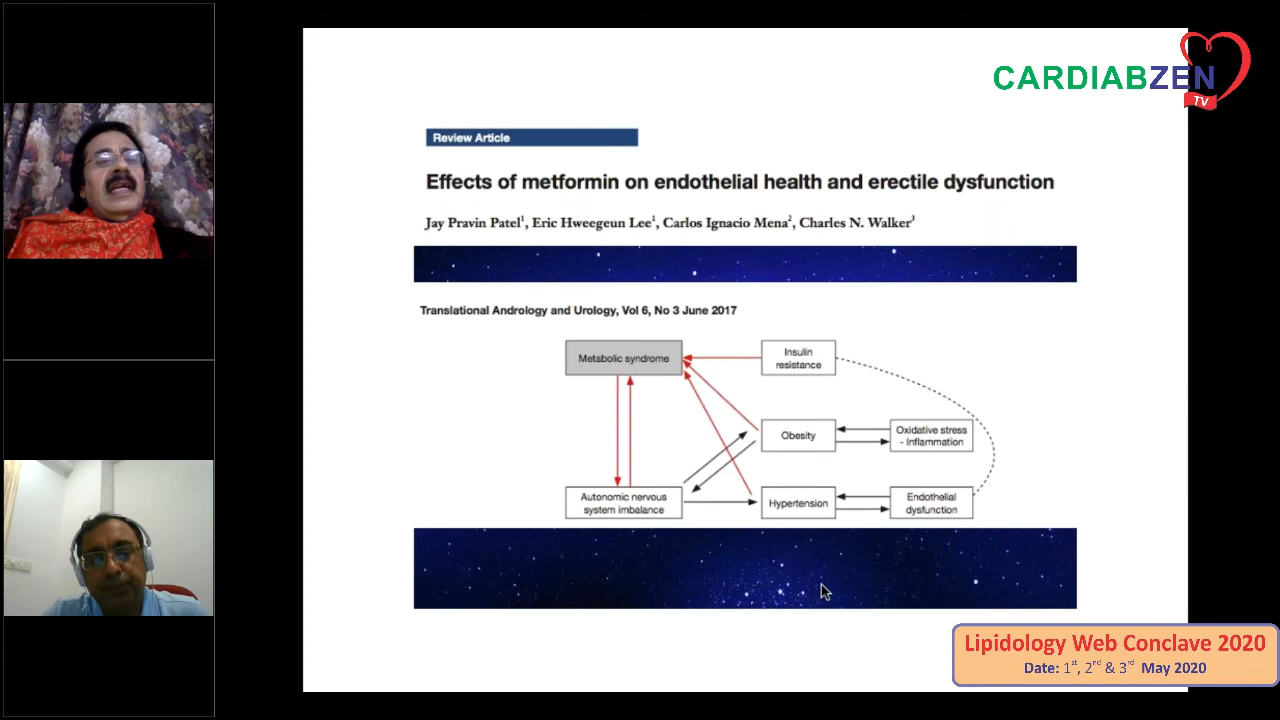 CARDIABZEN
TV
Review Article
Effects of metformin on endothelial health and erectile dysfunction
Jay Pravin Patel¹, Eric Hweegeun Lee¹, Carlos Ignacio Mena², Charles N. Walker³
Translational Andrology and Urology, Vol 6, No 3 June 2017
Metabolic syndrome
Insulin
resistance
Obesity
Oxidative stress
- Inflammation
Autonomic nervous
system imbalance
Hypertension
Endothelial
dysfunction
Lipidology Web Conclave 2020
Date: 1st, 2nd & 3rd May 2020